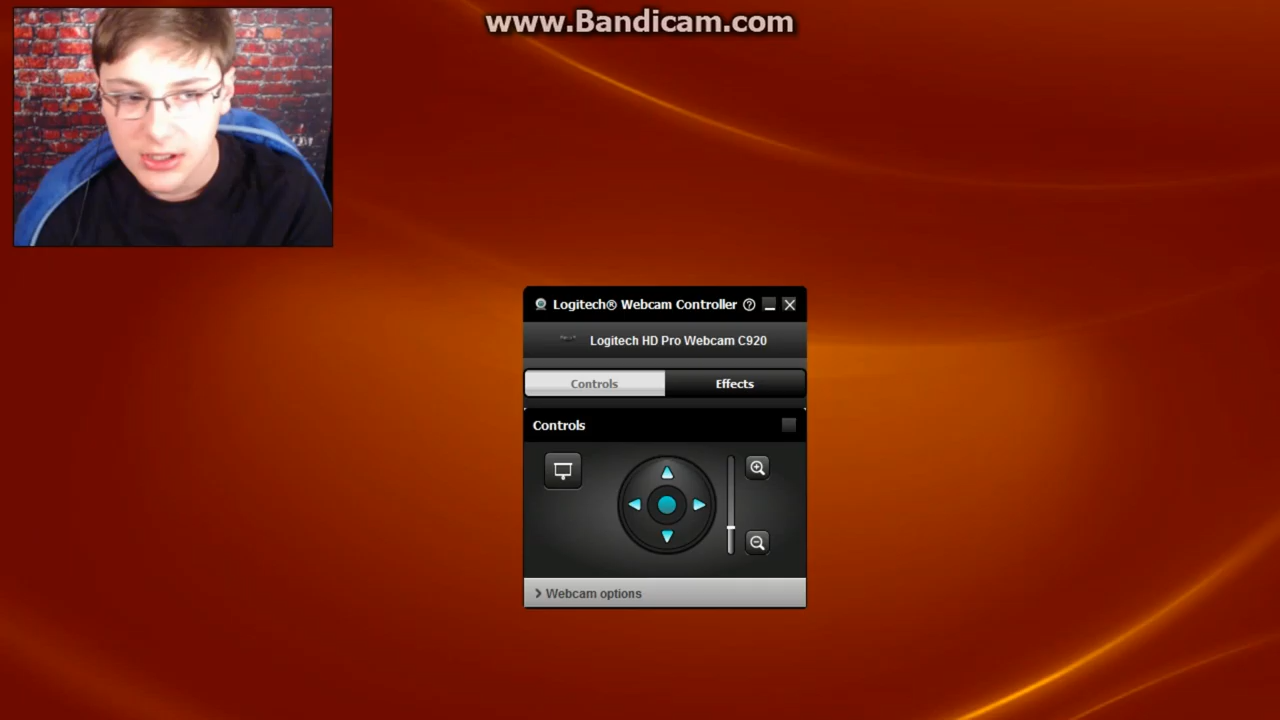 www.Bandicam.com
Logitech® Webcam Controller
Logitech HD Pro Webcam C920
Controls
Effects
Controls
Webcam options